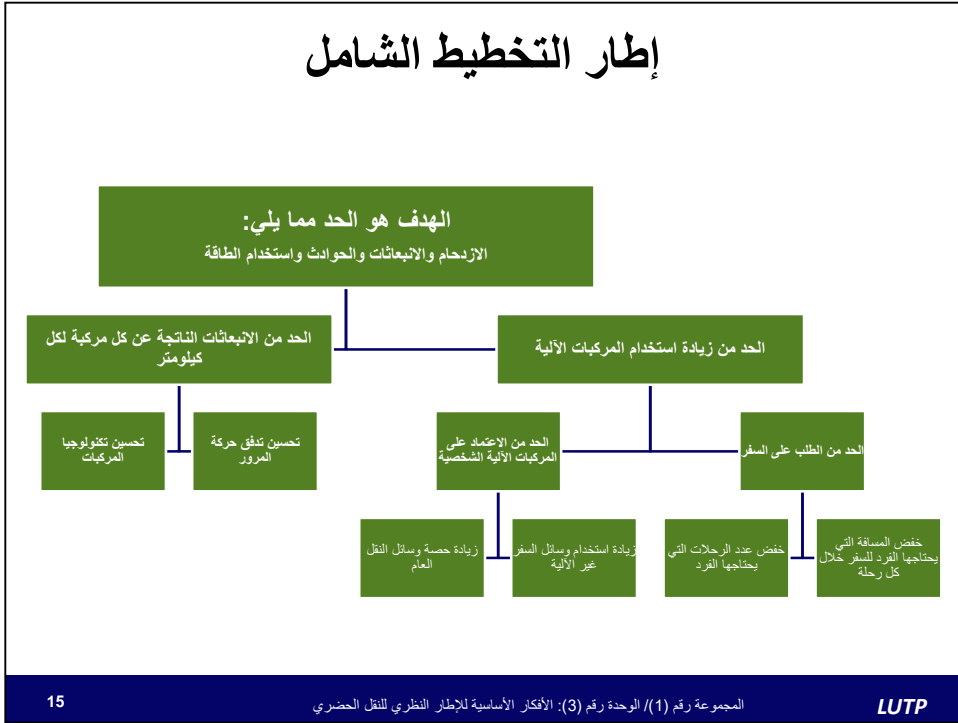 إطار التخطيط الشامل
الهدف هو الحد مما يلي:
الازدحام والانبعاثات والحوادث واستخدام الطاقة
الحد من زيادة استخدام المركبات الآلية
الحد من الانبعاثات الناتجة عن كل مركبة لكل
كيلومتر
الحد من الطلب على السفر
الحد من الاعتماد على
المركبات الآلية الشخصية
تحسين تدفق حركة
المرور
تحسين تكنولوجيا
المركبات
خفض المسافة التي
يحتاجها الفرد للسفر خلال
كل رحلة
خفض عدد الرحلات التي
يحتاجها الفرد
زيادة استخدام وسائل السفر
غير الآلية
زيادة حصة وسائل النقل
العام
LUTP
المجموعة رقم (1)/ الوحدة رقم (3): الأفكار الأساسية للإطار النظري للنقل الحضري
15